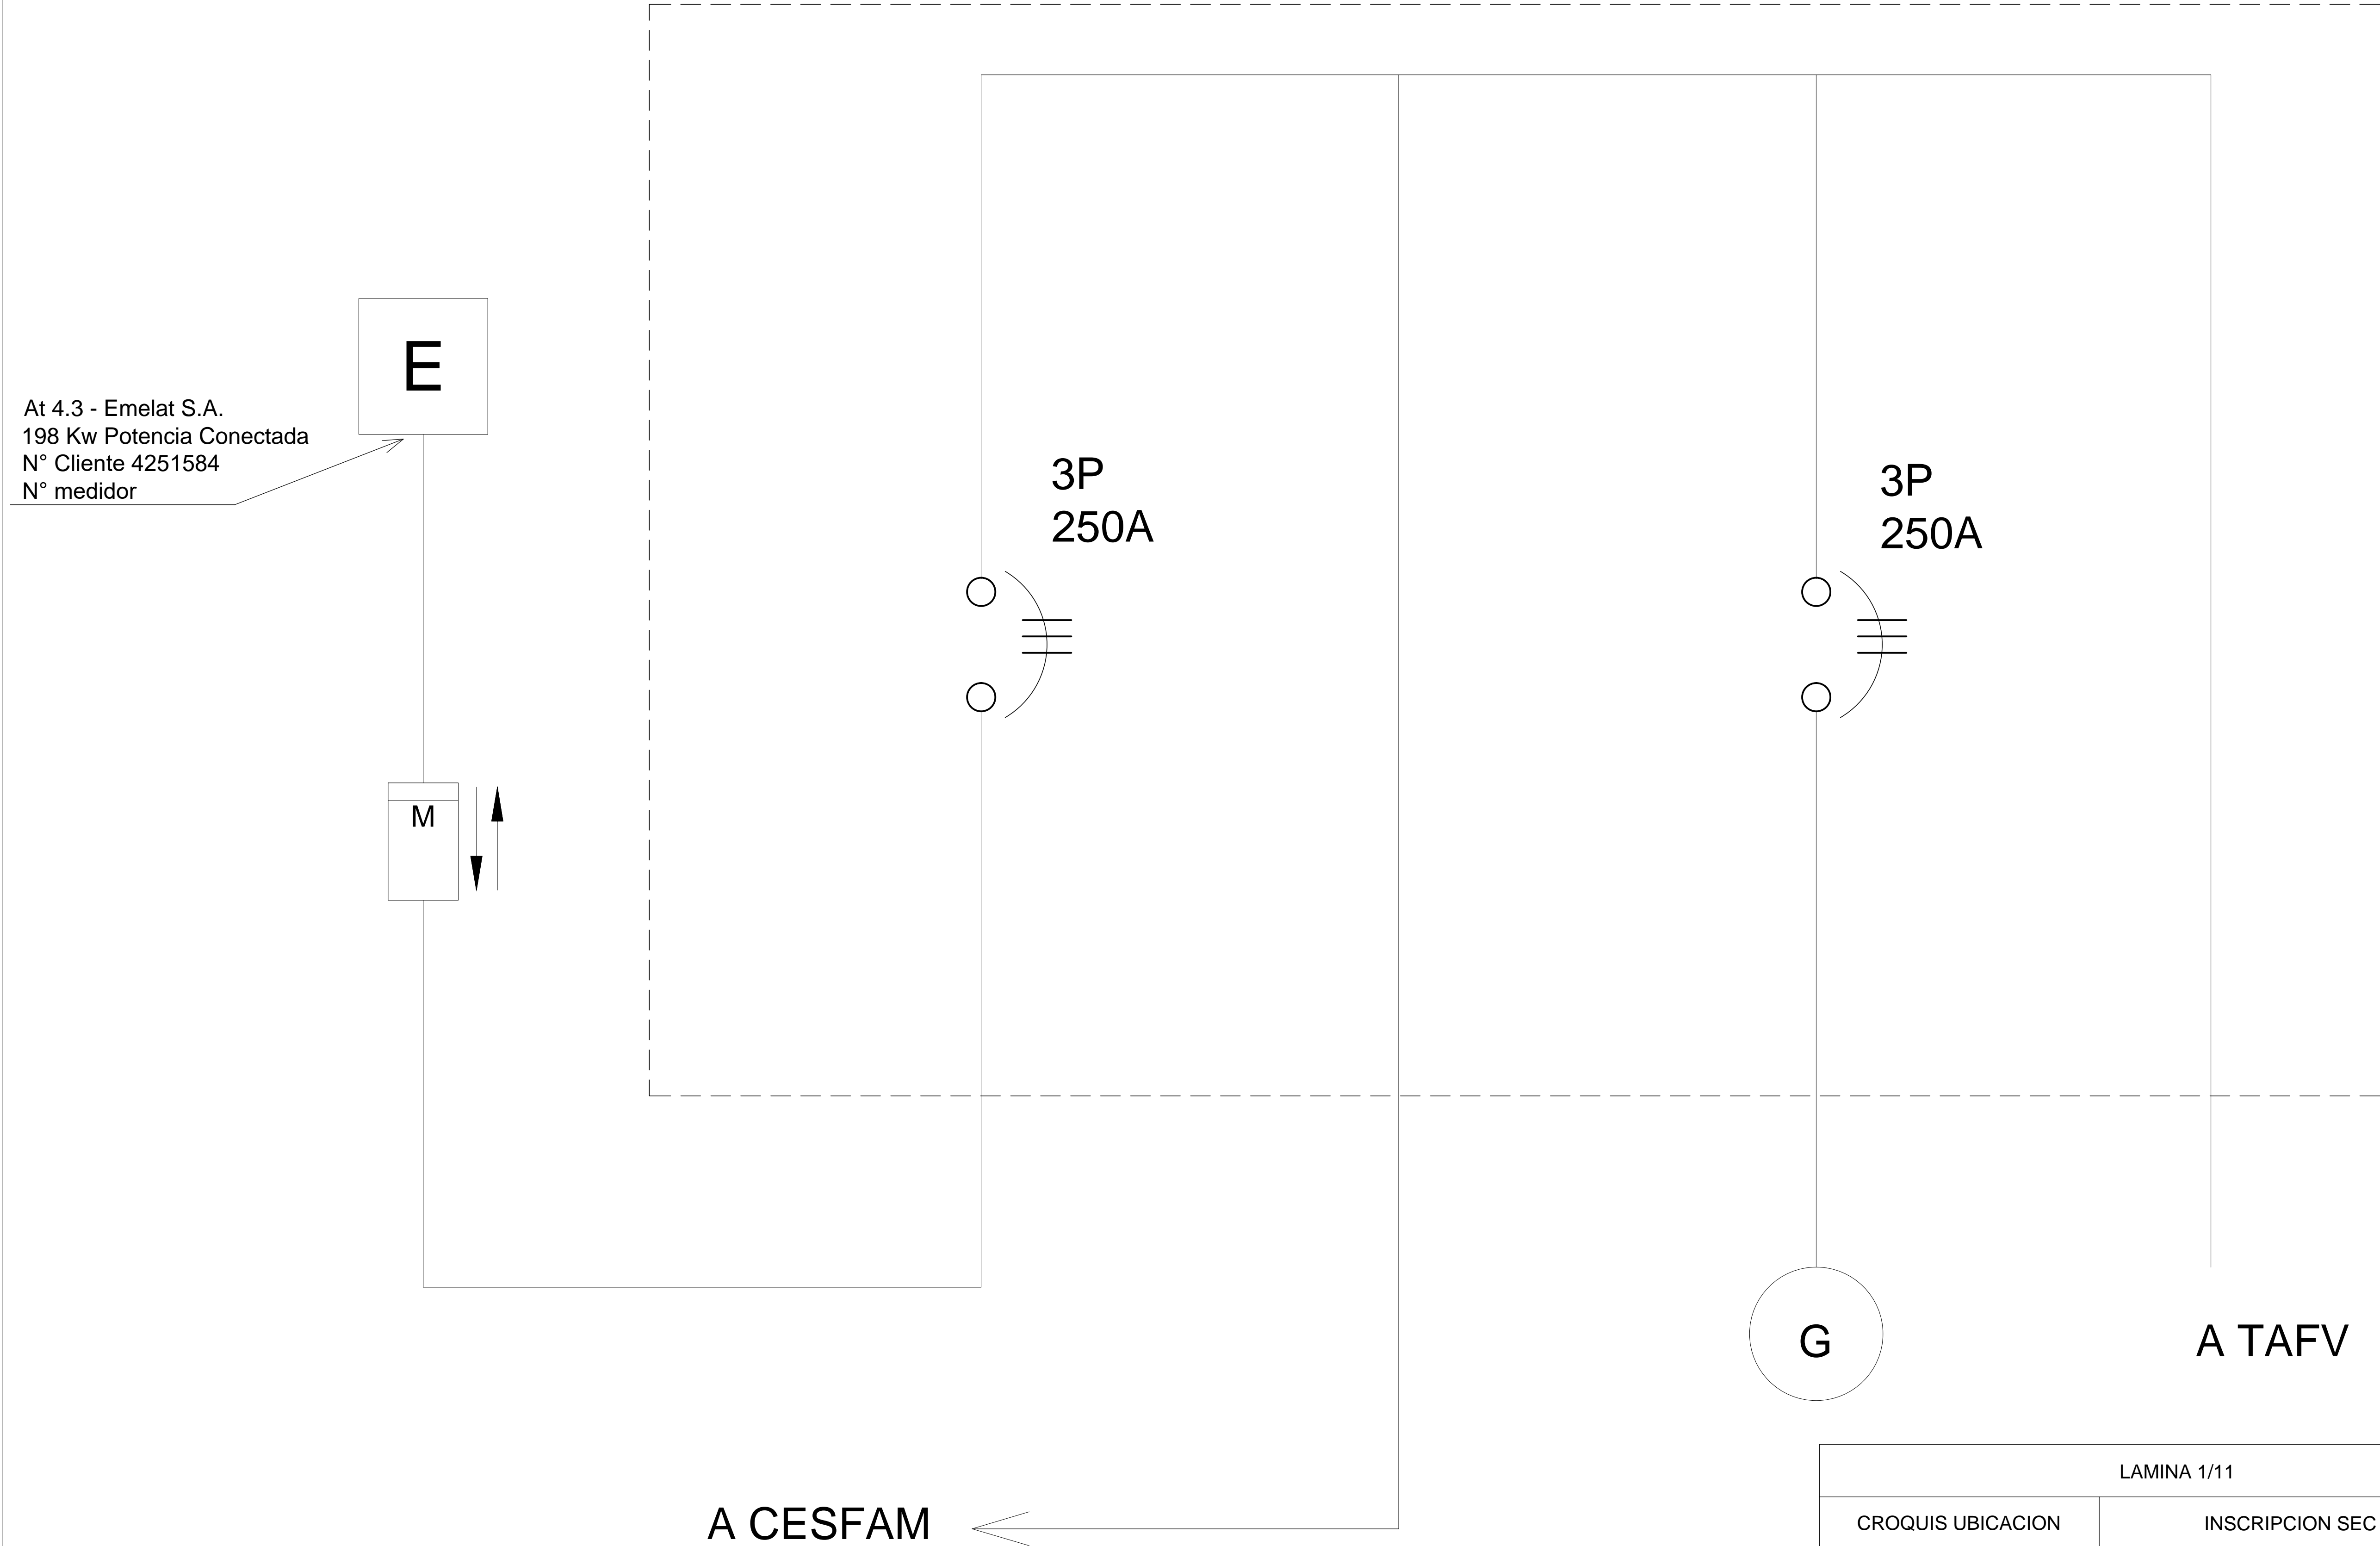 E
At 4.3 - Emelat S.A.
198 Kw Potencia Conectada
N° Cliente 4251584
N° medidor
3P
250A
3P
250A
M
G
A TAFV
A CESFAM
LAMINA 1/11
CROQUIS UBICACION
INSCRIPCION SEC